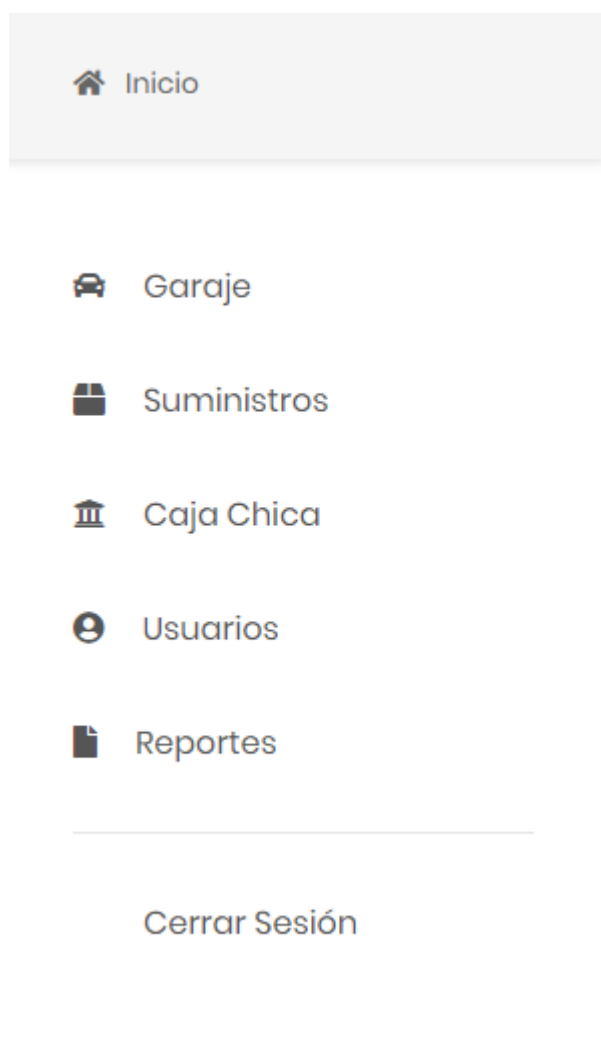 Inicio
Garaje
Suministros
Caja Chica
Usuarios
Reportes
Cerrar Sesión